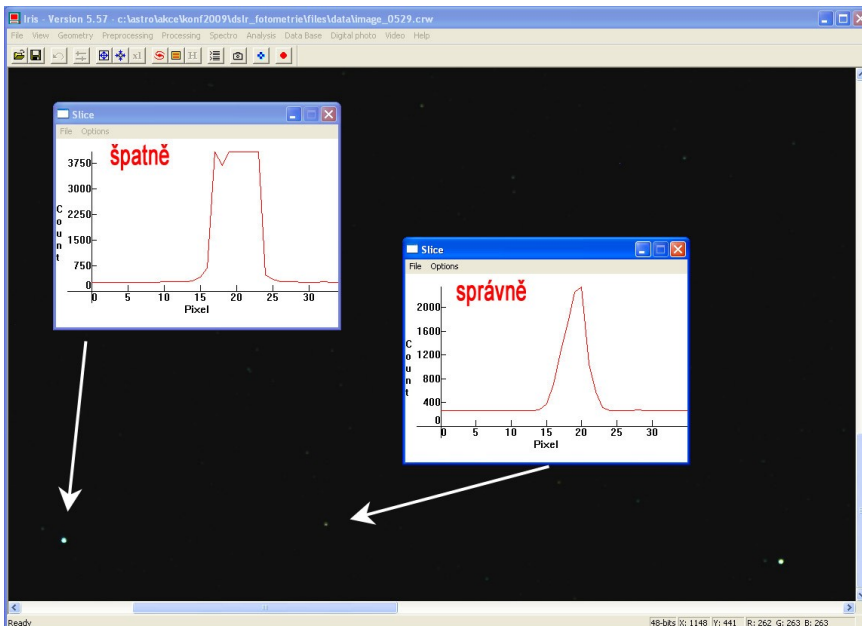 Iris - Version 5.57 - c:\astro\akce\konf2009\dslr_fotometrie\files\data\image_0529.crw
File View Geometry Preprocessing Processing Spectro Analysis Data Base Digital photo Video Help
x1 H
Slice
File Options
špatně
3750
3000
2250
1500
750
0
Count
0 5 10 15 20 25 30
Pixel
Slice
File Options
správně
2000
1600
1200
800
400
0
Count
0 5 10 15 20 25 30
Pixel
Ready
48-bits X: 1148 Y: 441 R: 262 G: 263 B: 263